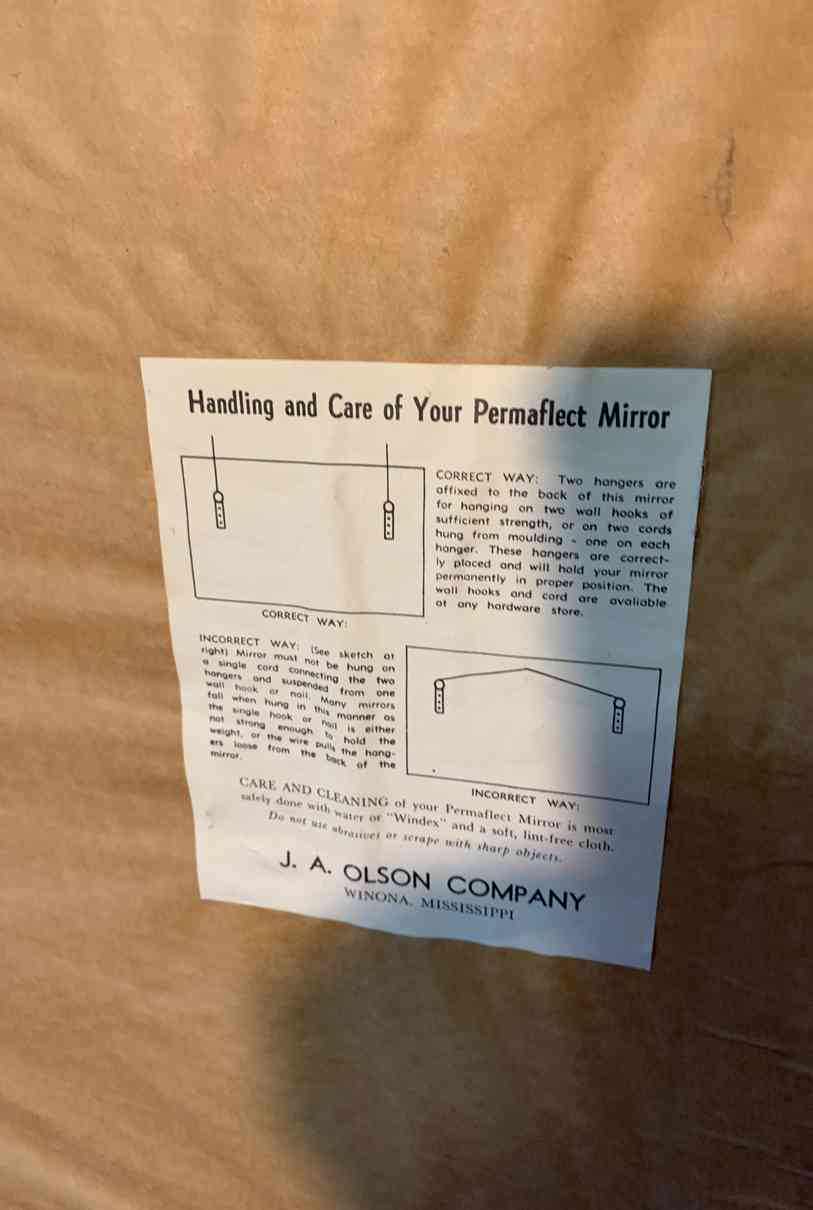 Handling and Care of Your Permaflect Mirror
CORRECT WAY: Two hangers are
affixed to the back of this mirror
for hanging on two wall hooks of
sufficient strength, or on two cords
hung from moulding - one on each
hanger. These hangers are correct-
ly placed and will hold your mirror
permanently in proper position. The
wall hooks and cord are avaliable
at any hardware store.
CORRECT WAY:
INCORRECT WAY: (See sketch at
right) Mirror must not be hung on
a single cord connecting the two
hangers and suspended from one
wall hook or nail. Many mirrors
fall when hung in this manner as
the single hook or nail is either
not strong enough to hold the
weight, or the wire pulls the hang-
ers loose from the back of the
mirror.
INCORRECT WAY:
CARE AND CLEANING of your Permaflect Mirror is most
safely done with water or "Windex" and a soft, lint-free cloth.
Do not use abrasives or scrape with sharp objects.
J. A. OLSON COMPANY
WINONA, MISSISSIPPI